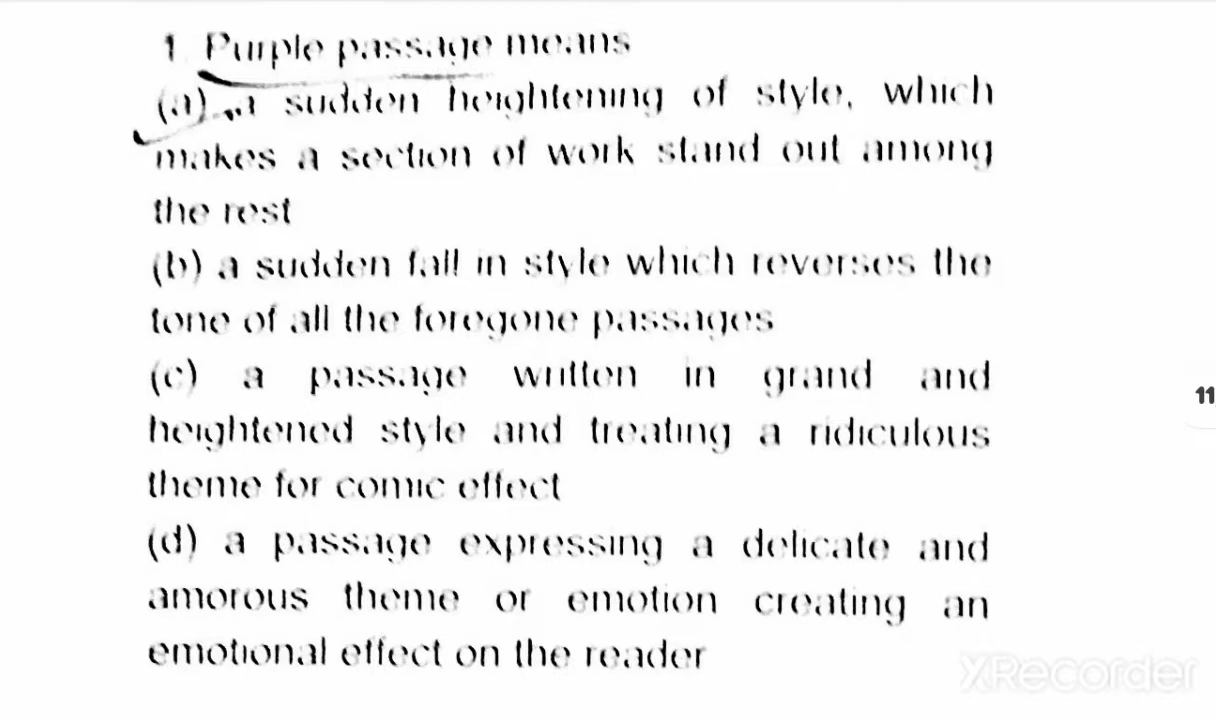 1. Purple passage means
(a) a sudden heightening of style, which
makes a section of work stand out among
the rest
(b) a sudden fall in style which reverses the
tone of all the foregone passages
(c) a passage written in grand and
heightened style and treating a ridiculous
theme for comic effect
(d) a passage expressing a delicate and
amorous theme or emotion creating an
emotional effect on the reader
11
XRecorder